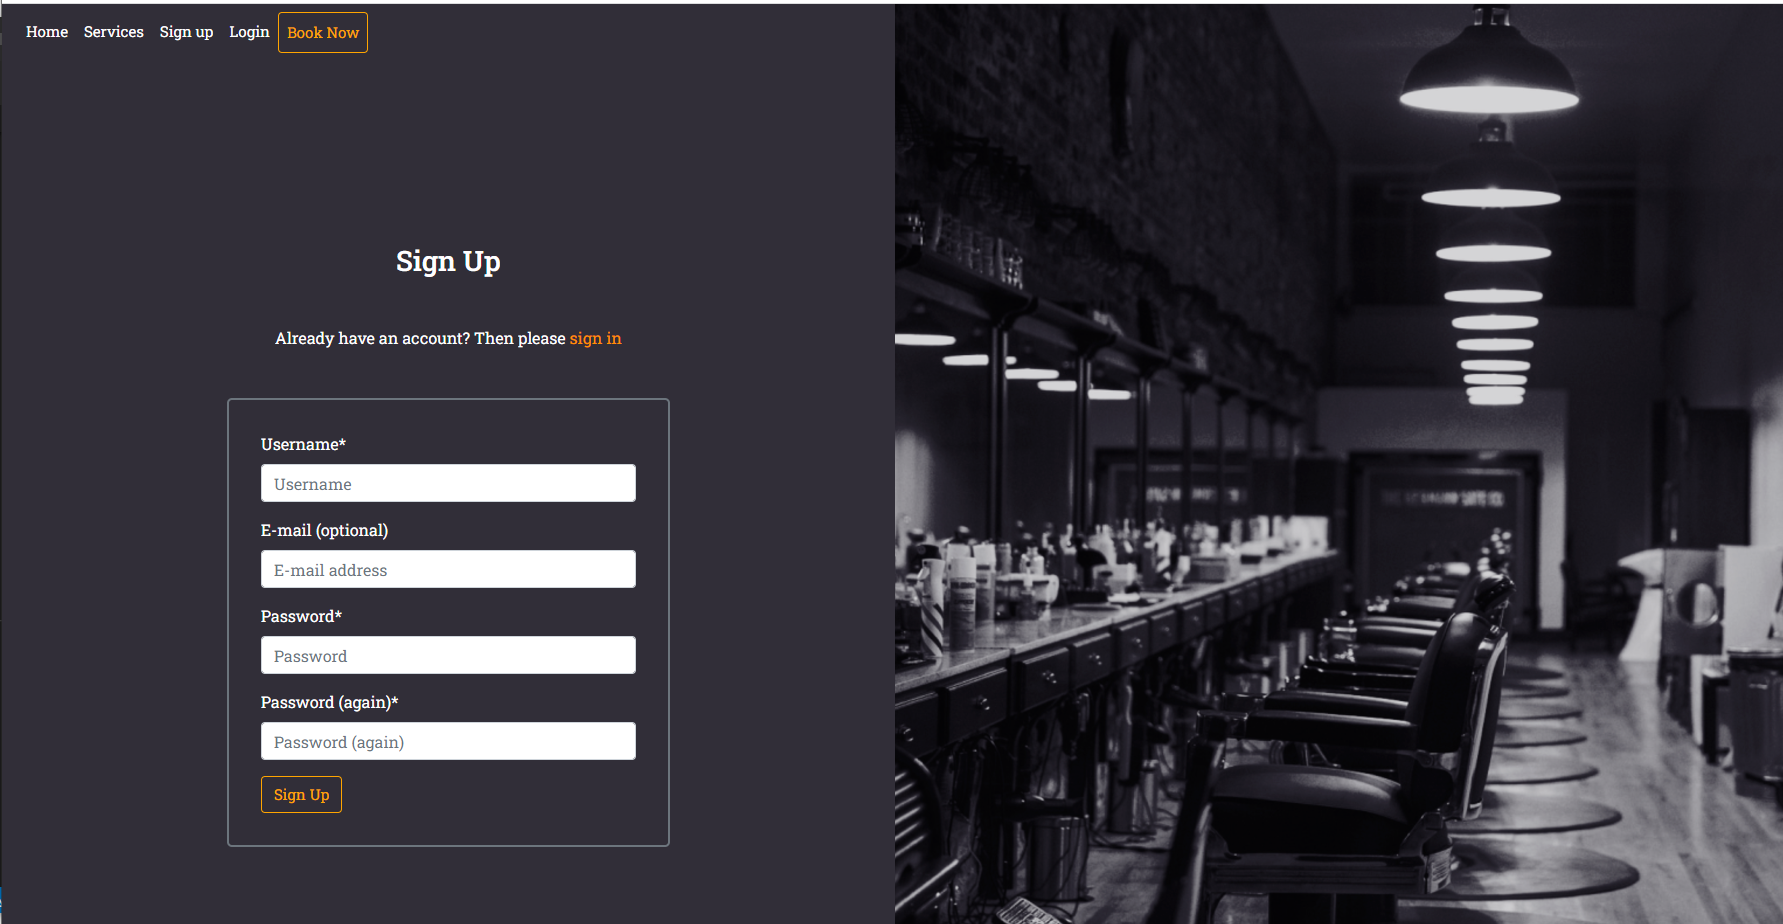 Home Services Sign up Login Book Now
Sign Up
Already have an account? Then please sign in
Username*
Username
E-mail (optional)
E-mail address
Password*
Password
Password (again)*
Password (again)
Sign Up